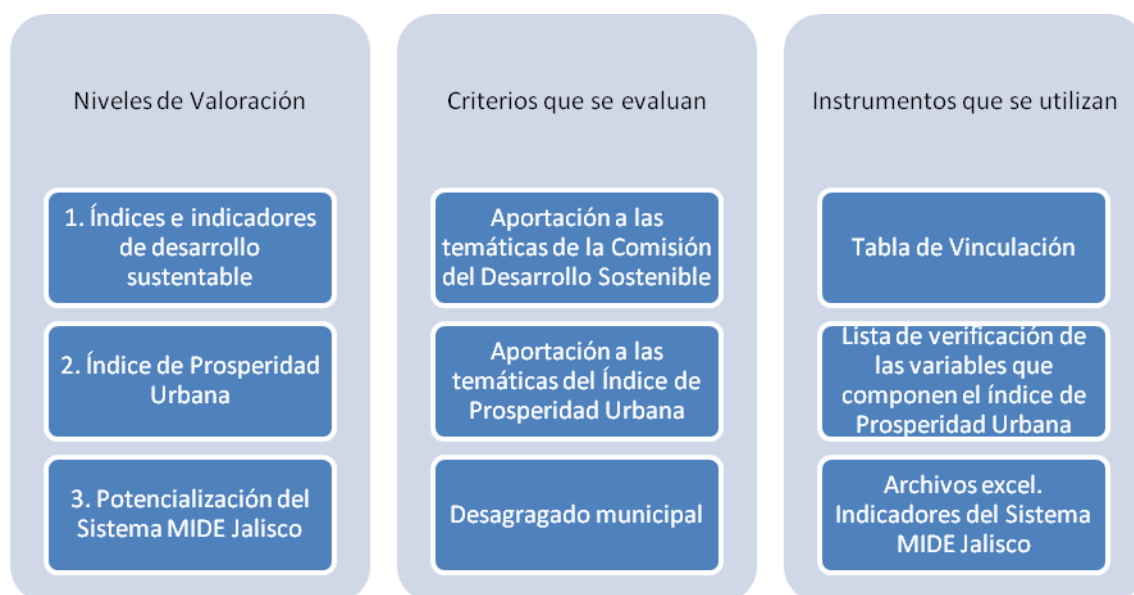 Niveles de Valoración
1. Índices e indicadores
de desarrollo
sustentable
2. Índice de Prosperidad
Urbana
3. Potencialización del
Sistema MIDE Jalisco
Criterios que se evaluan
Aportación a las
temáticas de la Comisión
del Desarrollo Sostenible
Aportación a las
temáticas del Índice de
Prosperidad Urbana
Desagragado municipal
Instrumentos que se utilizan
Tabla de Vinculación
Lista de verificación de
las variables que
componen el índice de
Prosperidad Urbana
Archivos excel.
Indicadores del Sistema
MIDE Jalisco